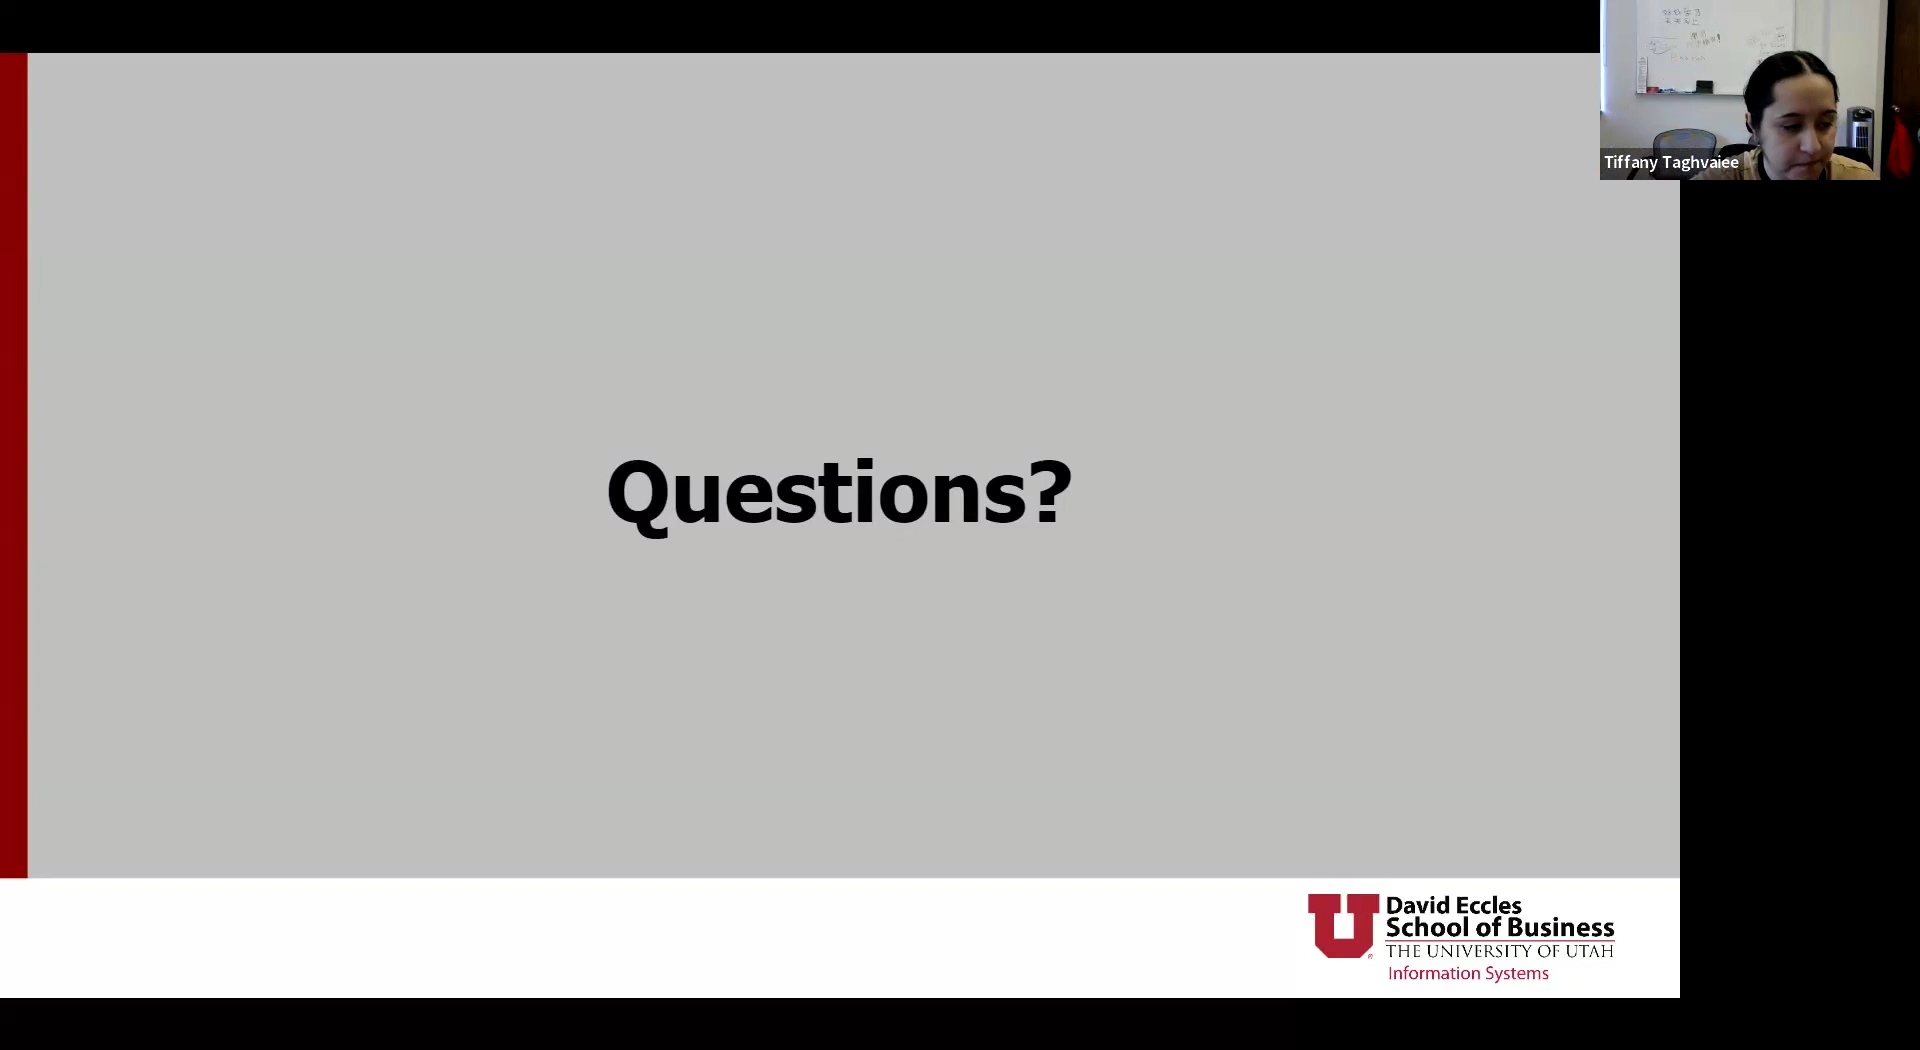 Tiffany Taghvaiee
Questions?
David Eccles
School of Business
THE UNIVERSITY OF UTAH
Information Systems